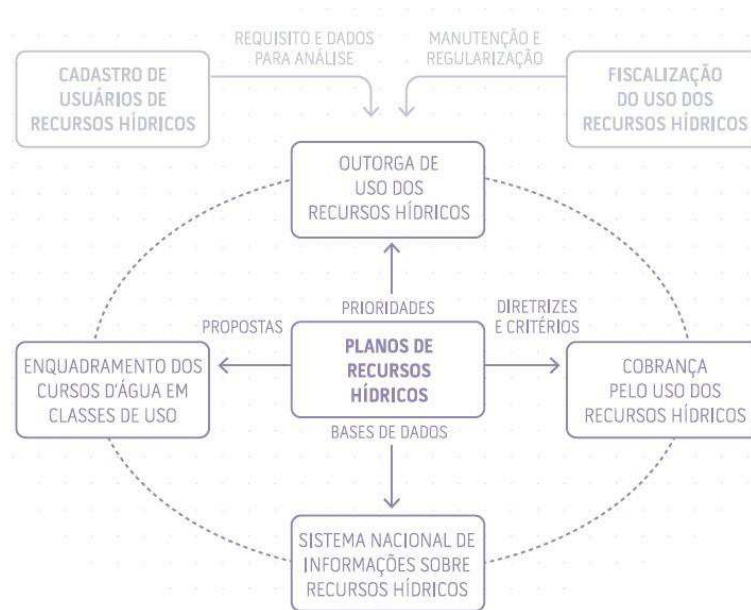 REQUISITO E DADOS
PARA ANÁLISE
MANUTENÇÃO E
REGULARIZAÇÃO
CADASTRO DE
USUÁRIOS DE
RECURSOS HÍDRICOS
FISCALIZAÇÃO
DO USO DOS
RECURSOS HÍDRICOS
OUTORGA DE
USO DOS
RECURSOS HÍDRICOS
PRIORIDADES
PROPOSTAS
DIRETRIZES
E CRITÉRIOS
ENQUADRAMENTO DOS
CURSOS D'ÁGUA EM
CLASSES DE USO
PLANOS DE
RECURSOS
HÍDRICOS
COBRANÇA
PELO USO DOS
RECURSOS HÍDRICOS
BASES DE DADOS
SISTEMA NACIONAL DE
INFORMAÇÕES SOBRE
RECURSOS HÍDRICOS